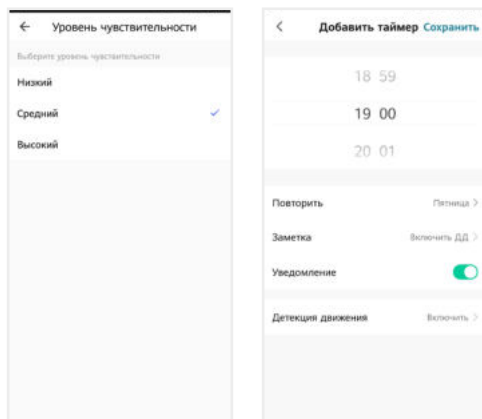 Уровень чувствительности
Выберите уровень чувствительности
Низкий
Средний
Высокий
Добавить таймер Сохранить
18 59
19 00
20 01
Повторить Пятница
Заметка Включить ДД
Уведомление
Детекция движения Включить